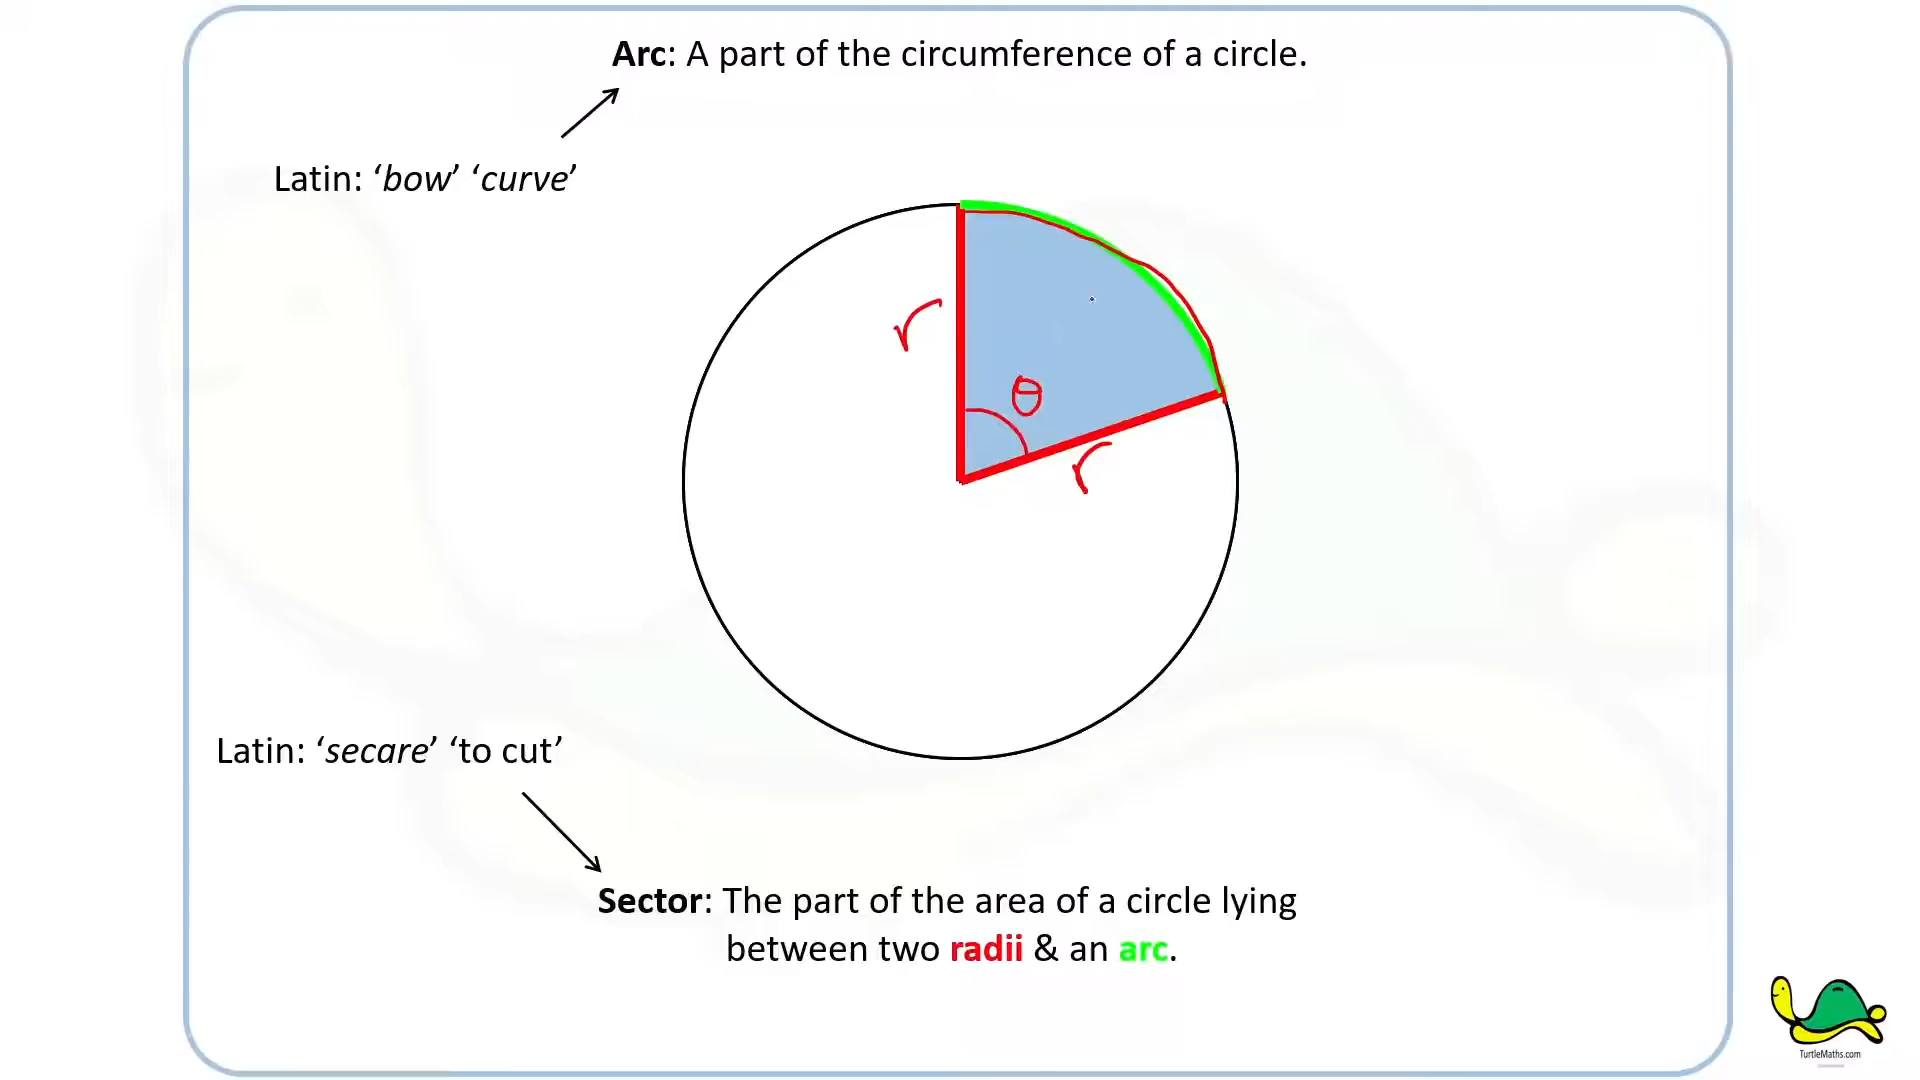 Arc: A part of the circumference of a circle.
Latin: ‘bow’ ‘curve’
r
θ
r
Latin: ‘secare’ ‘to cut’
Sector: The part of the area of a circle lying
between two radii & an arc.
TurtleMaths.com